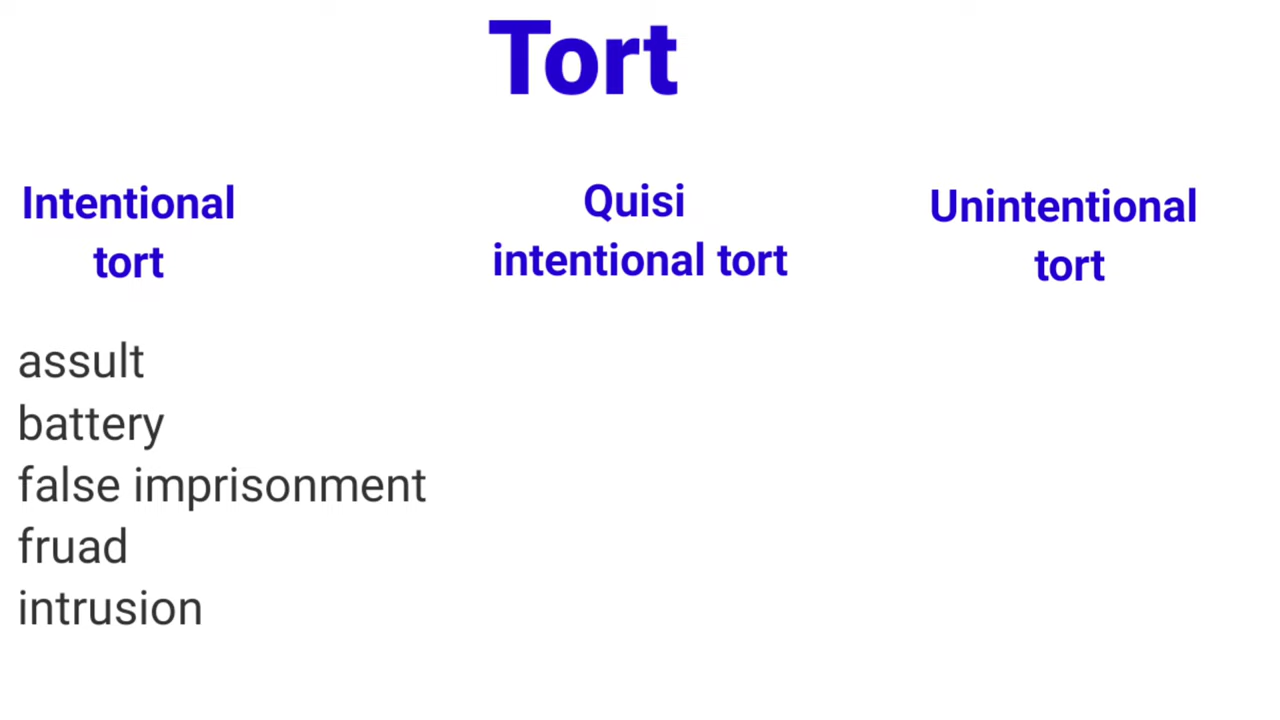 Tort
Intentional
tort
Quisi
intentional tort
Unintentional
tort
assult
battery
false imprisonment
fruad
intrusion